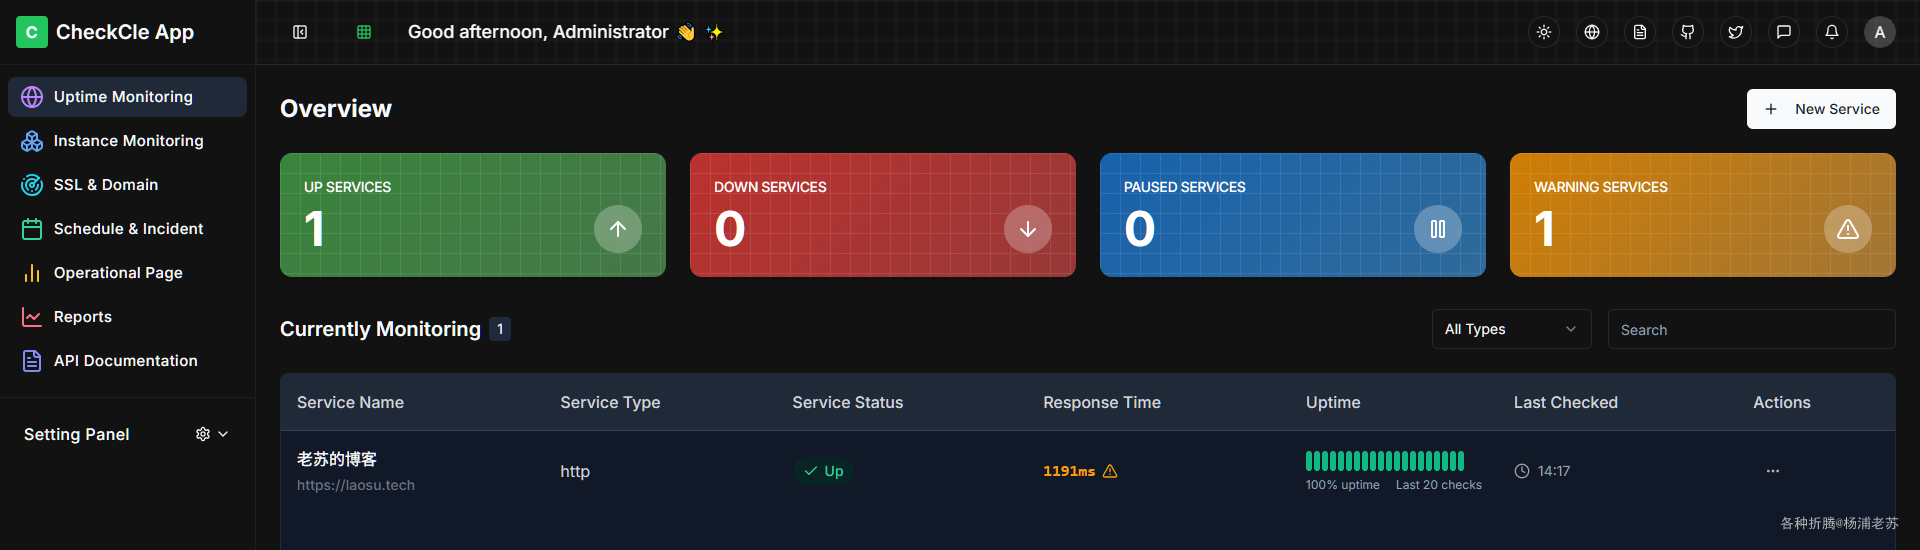 C CheckCle App
Good afternoon, Administrator 👋 ✨
A
Uptime Monitoring
Instance Monitoring
SSL & Domain
Schedule & Incident
Operational Page
Reports
API Documentation
Setting Panel
Overview
New Service
UP SERVICES
1
DOWN SERVICES
0
PAUSED SERVICES
0
WARNING SERVICES
1
Currently Monitoring 1
All Types
Search
Service Name Service Type Service Status Response Time Uptime Last Checked Actions
老苏的博客
https://laosu.tech
http
Up
1191ms
100% uptime Last 20 checks
14:17
各种折腾@杨浦老苏